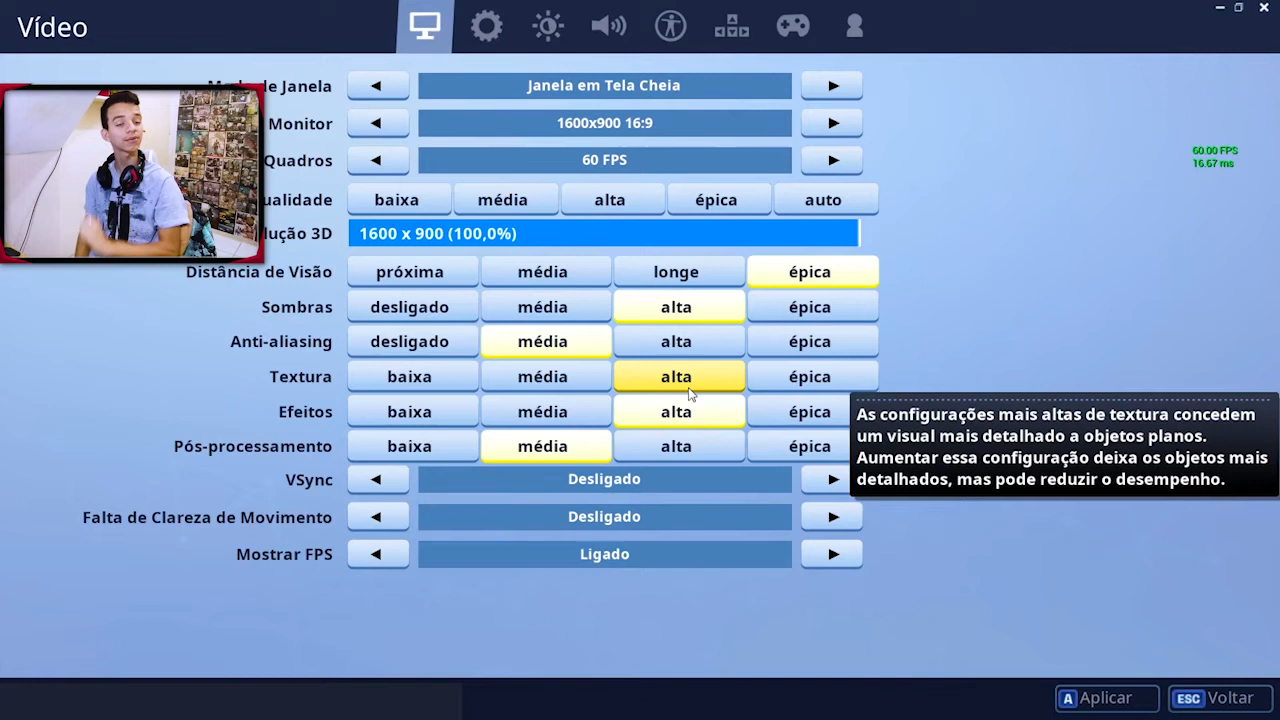 Vídeo
de Janela ◄ Janela em Tela Cheia ►
Monitor ◄ 1600x900 16:9 ►
Quadros ◄ 60 FPS ►
60.00 FPS
16.67 ms
ualidade baixa média alta épica auto
lução 3D 1600 x 900 (100,0%)
Distância de Visão próxima média longe épica
Sombras desligado média alta épica
Anti-aliasing desligado média alta épica
Textura baixa média alta épica
Efeitos baixa média alta épica
Pós-processamento baixa média alta épica
As configurações mais altas de textura concedem
um visual mais detalhado a objetos planos.
Aumentar essa configuração deixa os objetos mais
detalhados, mas pode reduzir o desempenho.
VSync ◄ Desligado ►
Falta de Clareza de Movimento ◄ Desligado ►
Mostrar FPS ◄ Ligado ►
A Aplicar ESC Voltar